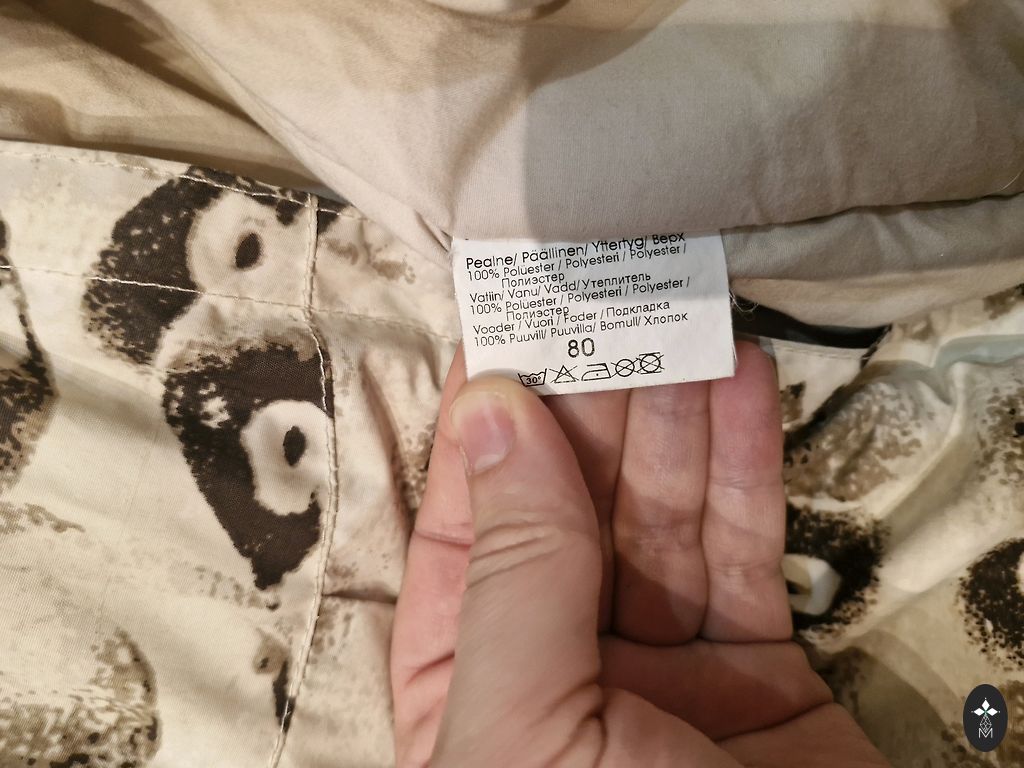 Pealne/ Päällinen/ Yttertyg/ Верх
100% Polüester / Polyesteri / Polyester /
Полиэстер
Vatiin/ Vanu/ Vadd/ Утеплитель
100% Polüester / Polyesteri / Polyester /
Полиэстер
Vooder / Vuori / Foder / Подкладка
100% Puuvill/ Puuvilla/ Bomull/ Хлопок
80
30°
M